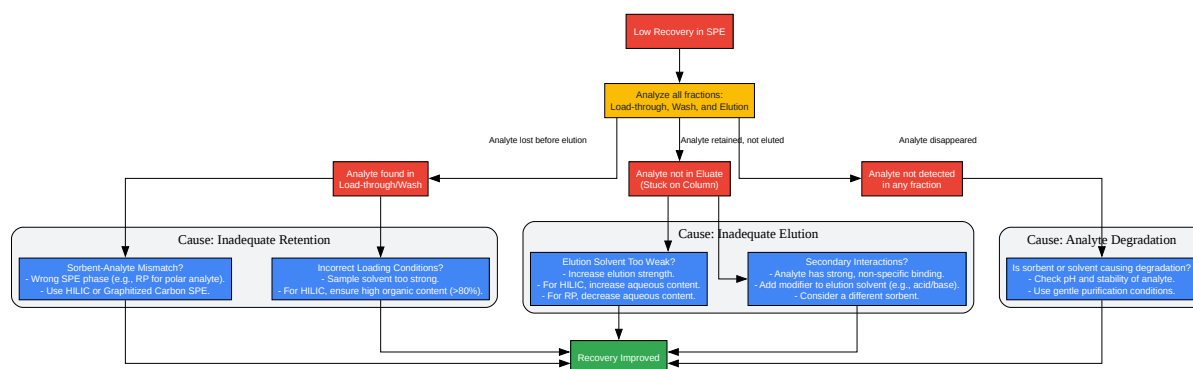 Low Recovery in SPE
Analyze all fractions:
Load-through, Wash, and Elution
Analyte lost before elution
Analyte retained, not eluted
Analyte disappeared
Analyte found in
Load-through/Wash
Analyte not in Eluate
(Stuck on Column)
Analyte not detected
in any fraction
Cause: Inadequate Retention
Sorbent-Analyte Mismatch?
- Wrong SPE phase (e.g., RP for polar analyte).
- Use HILIC or Graphitized Carbon SPE.
Incorrect Loading Conditions?
- Sample solvent too strong.
- For HILIC, ensure high organic content (>80%).
Cause: Inadequate Elution
Elution Solvent Too Weak?
- Increase elution strength.
- For HILIC, increase aqueous content.
- For RP, decrease aqueous content.
Secondary Interactions?
- Analyte has strong, non-specific binding.
- Add modifier to elution solvent (e.g., acid/base).
- Consider a different sorbent.
Cause: Analyte Degradation
Is sorbent or solvent causing degradation?
- Check pH and stability of analyte.
- Use gentle purification conditions.
Recovery Improved